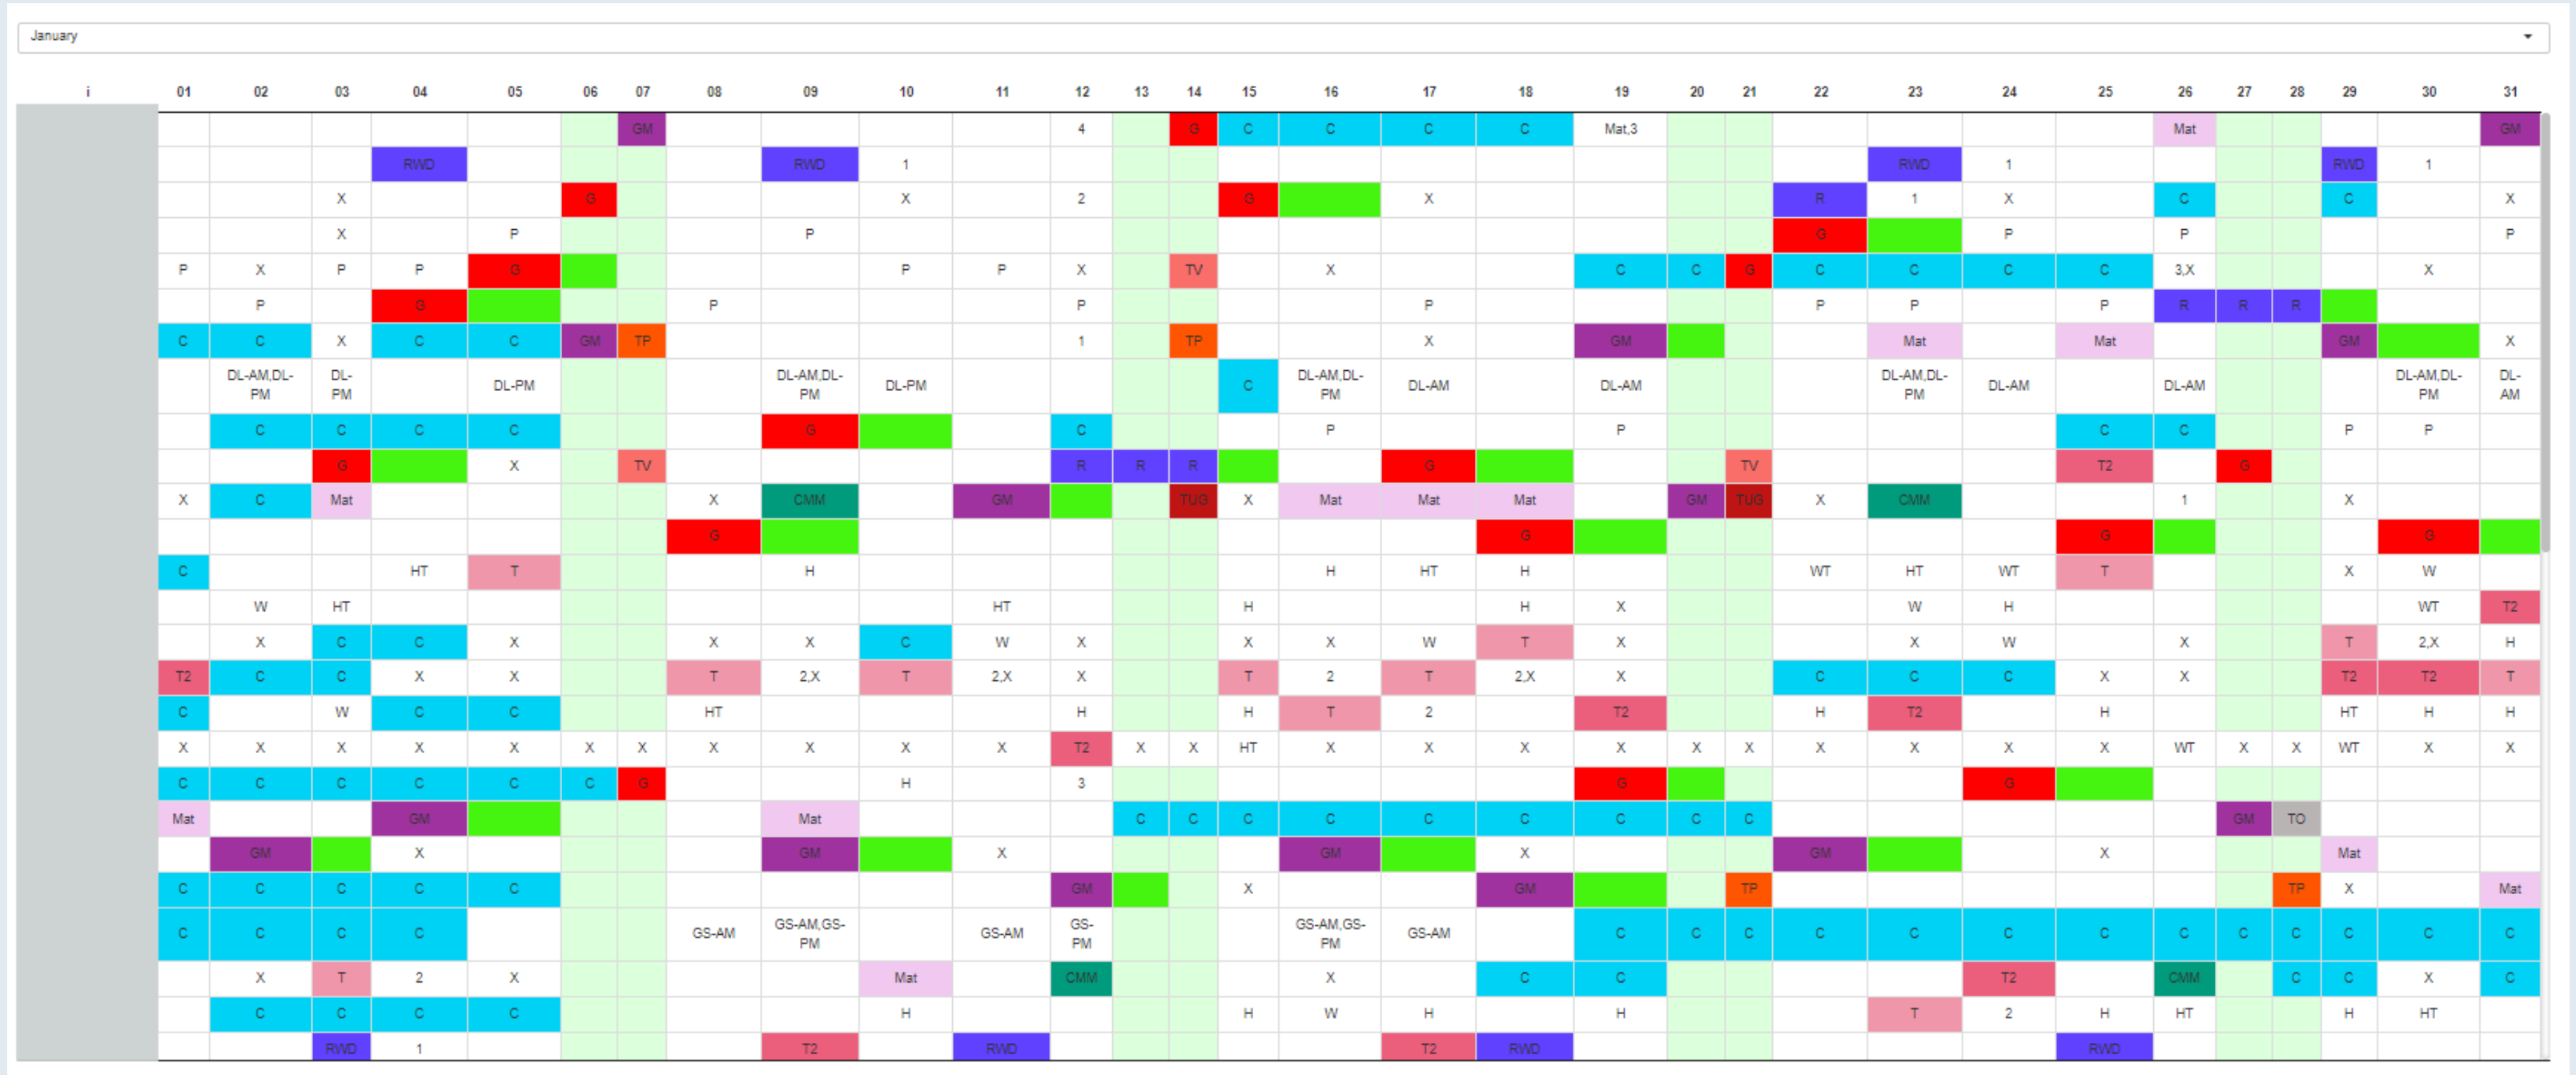 January
i 01 02 03 04 05 06 07 08 09 10 11 12 13 14 15 16 17 18 19 20 21 22 23 24 25 26 27 28 29 30 31
GM 4 G C C C C Mat,3 Mat GM
RWD RWD 1 RWD 1 RWD 1
X G X 2 G X R 1 X C C X
X P P G P P P
P X P P G P P X TV X C C G C C C C 3,X X
P G P P P P P P R R R
C C X C C GM TP 1 TP X GM Mat Mat GM X
DL-AM,DL-PM DL-PM DL-PM DL-AM,DL-PM DL-PM C DL-AM,DL-PM DL-AM DL-AM DL-AM,DL-PM DL-AM DL-AM DL-AM,DL-PM DL-AM
C C C C G C P P C C P P
G X TV R R R G TV T2 G
X C Mat X CMM GM TUG X Mat Mat Mat GM TUG X CMM 1 X
G G G G
C HT T H H HT H WT HT WT T X W
W HT HT H H X W H WT T2
X C C X X X C W X X X W T X X W X T 2,X H
T2 C C X X T 2,X T 2,X X T 2 T 2,X X C C C X X T2 T2 T
C W C C HT H H T 2 T2 H T2 H HT H H
X X X X X X X X X X X T2 X X HT X X X X X X X X X X WT X X WT X X
C C C C C C G H 3 G G
Mat GM Mat C C C C C C C C C GM TO
GM X GM X GM X GM X Mat
C C C C C GM X GM TP TP X Mat
C C C C GS-AM GS-AM,GS-PM GS-AM GS-PM GS-AM,GS-PM GS-AM C C C C C C C C C C C C C
X T 2 X Mat CMM X C C T2 CMM C C X C
C C C C H H W H H T 2 H HT H HT
RWD 1 T2 RWD T2 RWD RWD